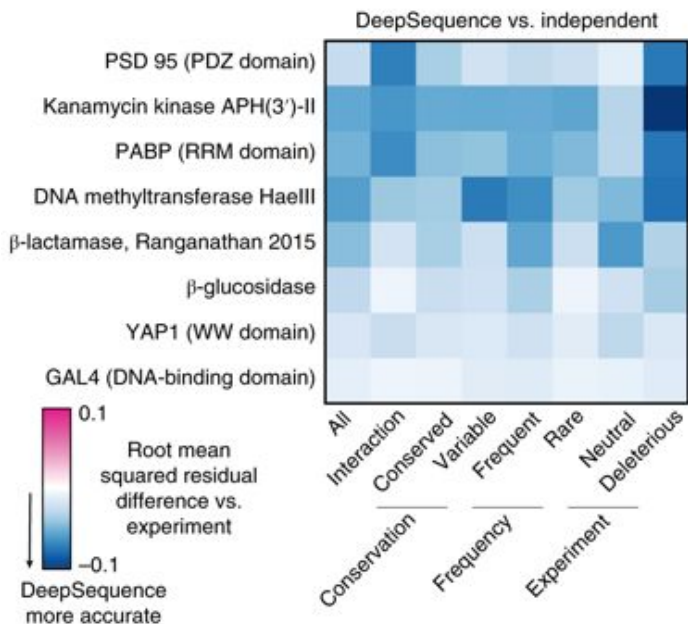 DeepSequence vs. independent
PSD 95 (PDZ domain)
Kanamycin kinase APH(3′)-II
PABP (RRM domain)
DNA methyltransferase HaeIII
β-lactamase, Ranganathan 2015
β-glucosidase
YAP1 (WW domain)
GAL4 (DNA-binding domain)
All
Interaction
Conserved
Variable
Frequent
Rare
Neutral
Deleterious
Conservation
Frequency
Experiment
0.1
Root mean
squared residual
difference vs.
experiment
–0.1
DeepSequence
more accurate